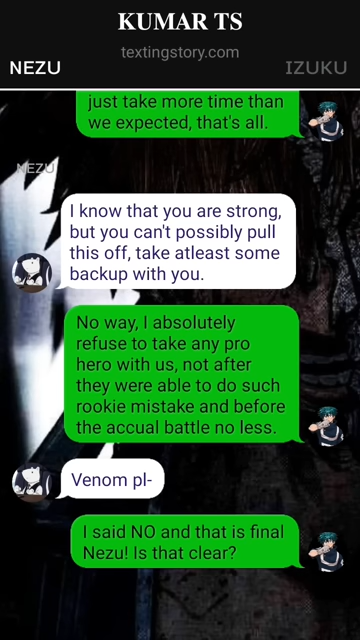 KUMAR TS
textingstory.com
NEZU IZUKU
just take more time than
we expected, that's all.
NEZU
I know that you are strong,
but you can't possibly pull
this off, take atleast some
backup with you.
No way, I absolutely
refuse to take any pro
hero with us, not after
they were able to do such
rookie mistake and before
the accual battle no less.
Venom pl-
I said NO and that is final
Nezu! Is that clear?